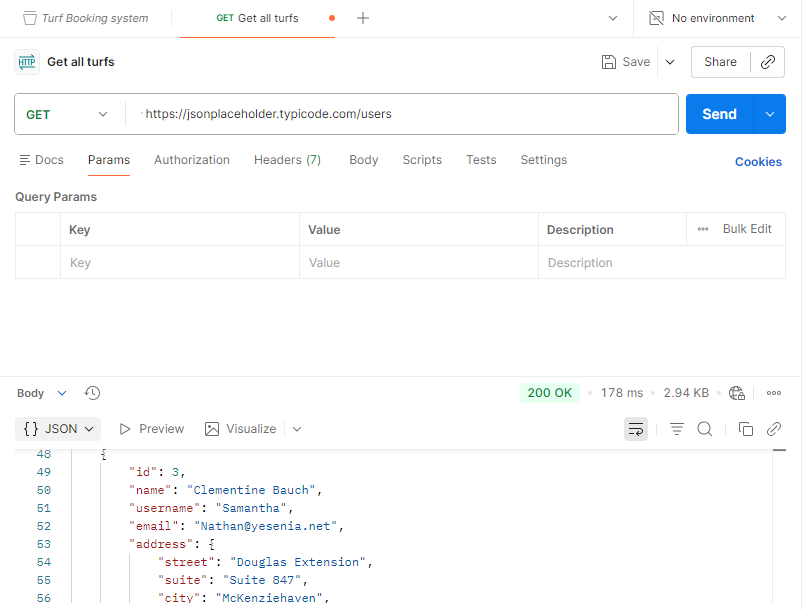 Turf Booking system
GET Get all turfs
No environment
HTTP Get all turfs
Save
Share
GET
https://jsonplaceholder.typicode.com/users
Send
Docs Params Authorization Headers (7) Body Scripts Tests Settings
Cookies
Query Params
Key Value Description ••• Bulk Edit
Key Value Description
Body
200 OK • 178 ms • 2.94 KB •
{} JSON Preview Visualize
48 {
49 "id": 3,
50 "name": "Clementine Bauch",
51 "username": "Samantha",
52 "email": "Nathan@yesenia.net",
53 "address": {
54 "street": "Douglas Extension",
55 "suite": "Suite 847",
56 "city": "McKenziehaven",